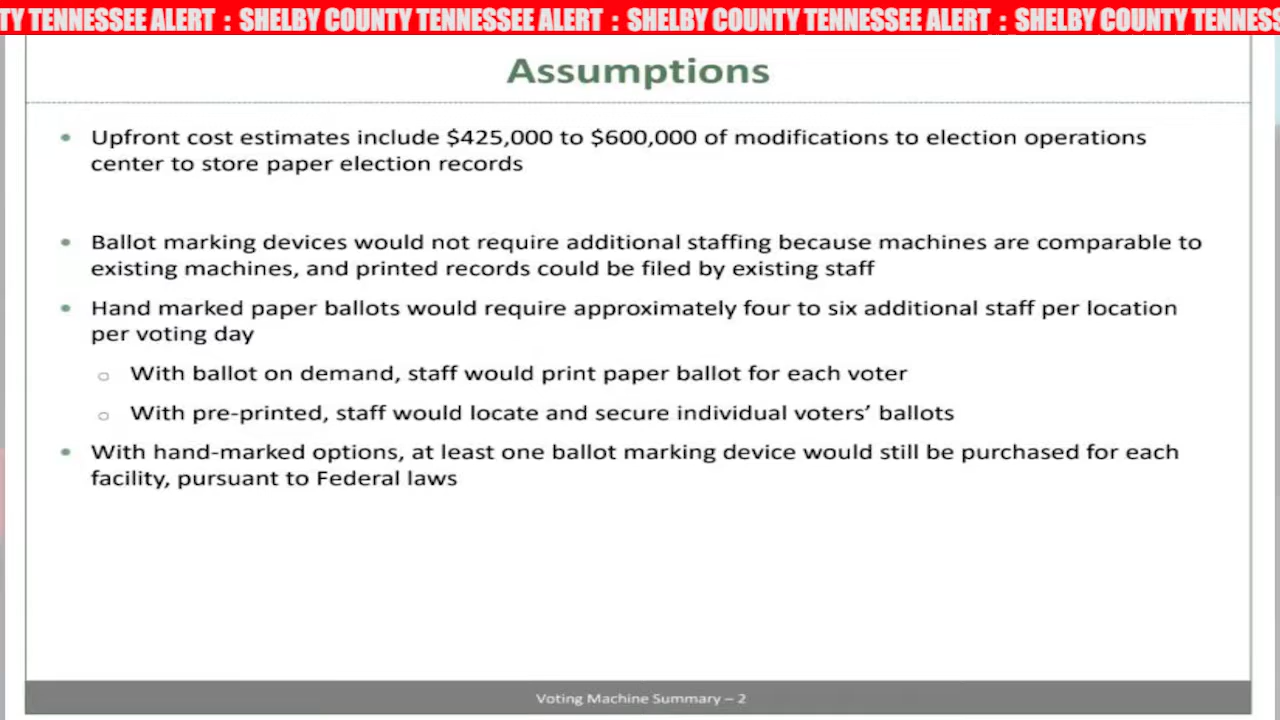 TY TENNESSEE ALERT : SHELBY COUNTY TENNESSEE ALERT : SHELBY COUNTY TENNESSEE ALERT : SHELBY COUNTY TENNESS
Assumptions
• Upfront cost estimates include $425,000 to $600,000 of modifications to election operations
center to store paper election records
• Ballot marking devices would not require additional staffing because machines are comparable to
existing machines, and printed records could be filed by existing staff
• Hand marked paper ballots would require approximately four to six additional staff per location
per voting day
○ With ballot on demand, staff would print paper ballot for each voter
○ With pre-printed, staff would locate and secure individual voters’ ballots
• With hand-marked options, at least one ballot marking device would still be purchased for each
facility, pursuant to Federal laws
Voting Machine Summary – 2